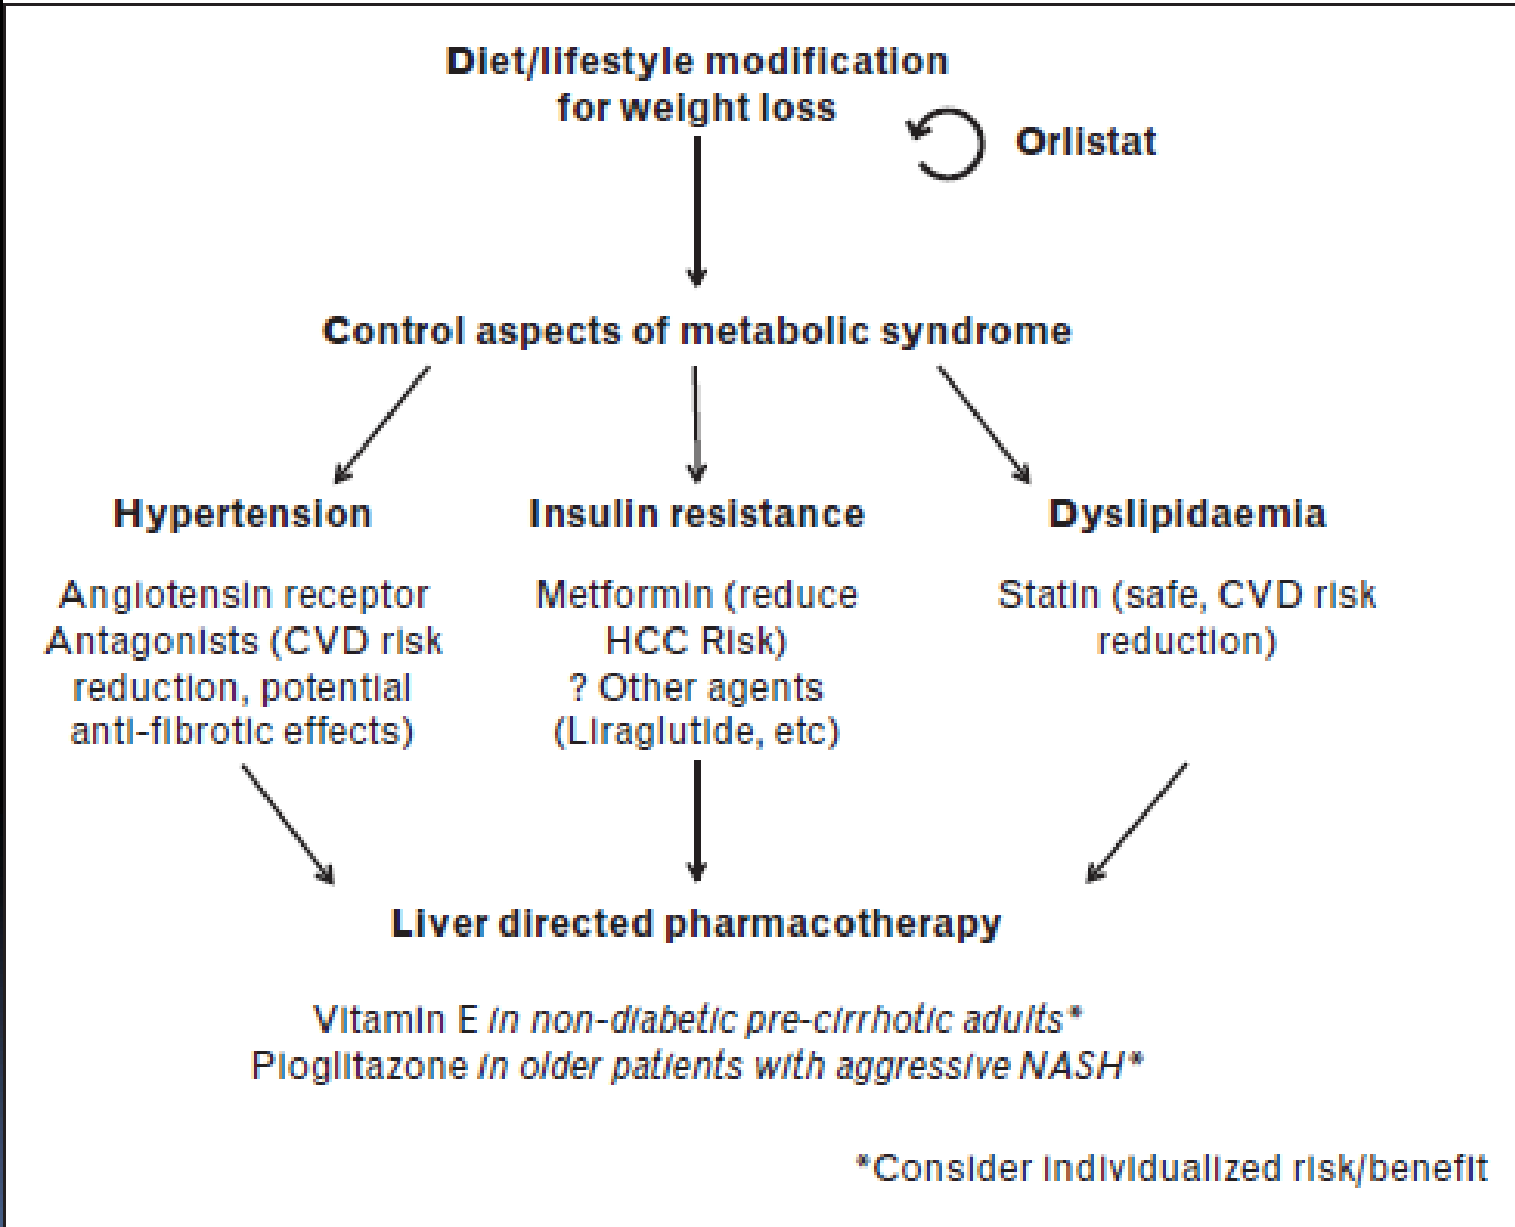 Diet/lifestyle modification
for weight loss
Orlistat
Control aspects of metabolic syndrome
Hypertension
Angiotensin receptor
Antagonists (CVD risk
reduction, potential
anti-fibrotic effects)
Insulin resistance
Metformin (reduce
HCC Risk)
? Other agents
(Liraglutide, etc)
Dyslipidaemia
Statin (safe, CVD risk
reduction)
Liver directed pharmacotherapy
Vitamin E in non-diabetic pre-cirrhotic adults*
Pioglitazone in older patients with aggressive NASH*
*Consider individualized risk/benefit